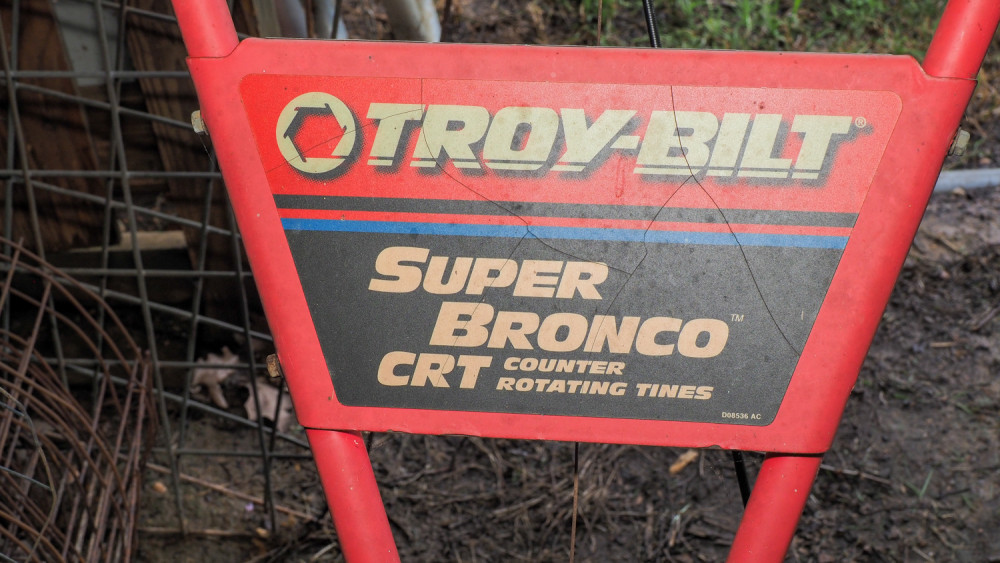 TROY-BILT®
SUPER
BRONCO™
CRT COUNTER
ROTATING TINES
D08536 AC